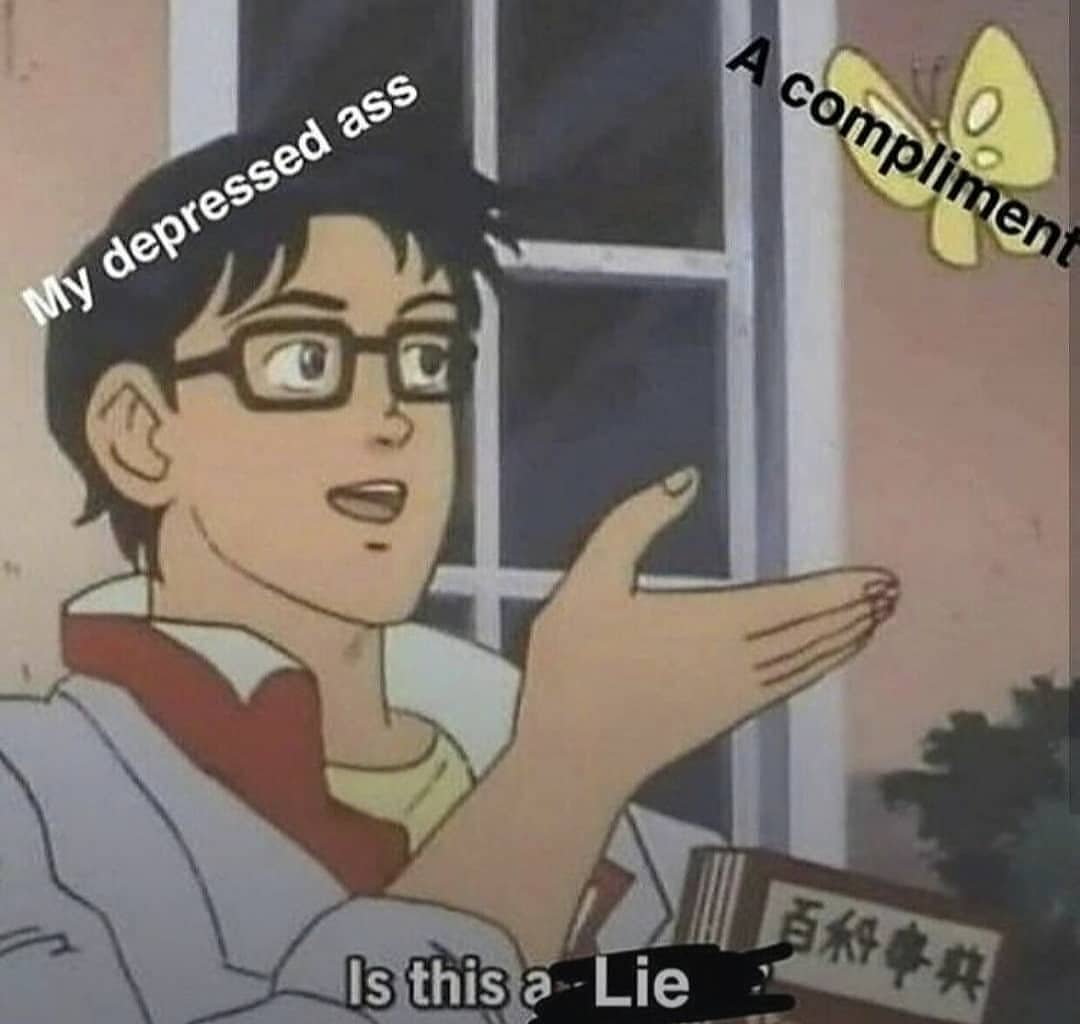 My depressed ass
A compliment
百科事典
Is this a Lie